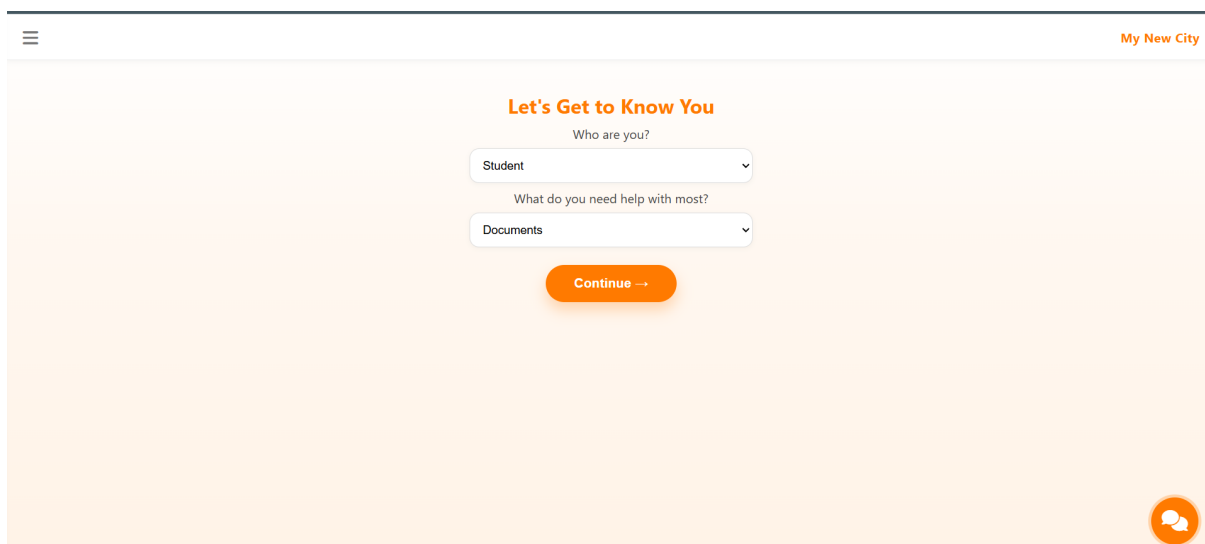 My New City
Let's Get to Know You
Who are you?
Student
What do you need help with most?
Documents
Continue →